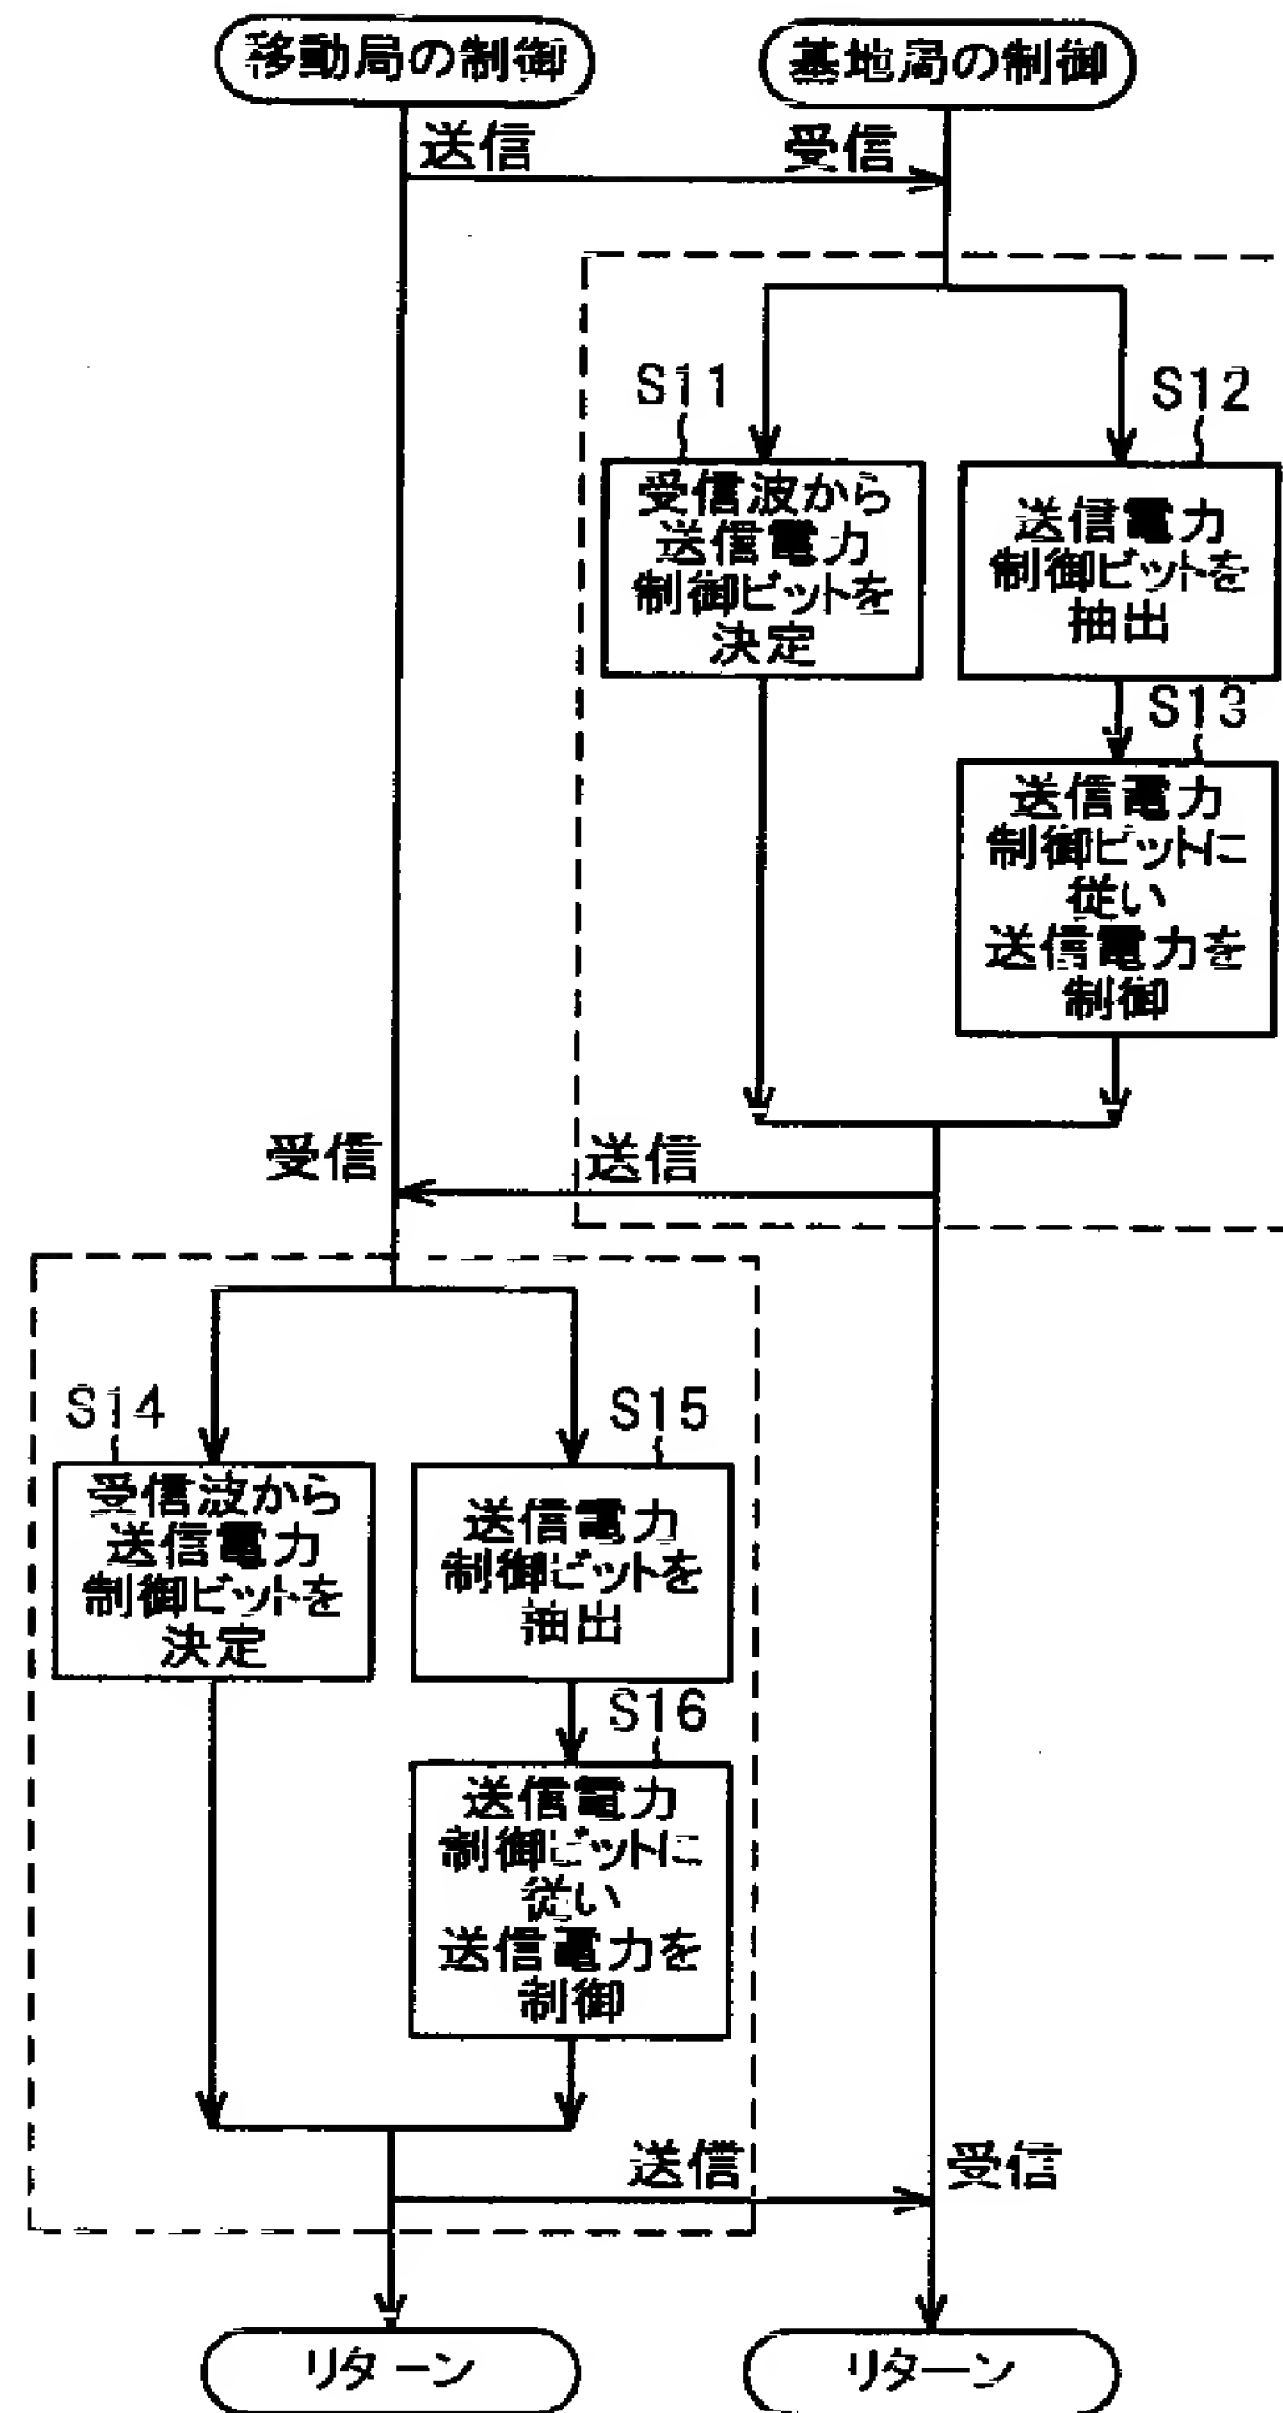 移動局の制御
基地局の制御
送信
受信
S11
S12
受信波から
送信電力
制御ビットを
決定
送信電力
制御ビットを
抽出
S13
送信電力
制御ビットに
従い
送信電力を
制御
受信
送信
S14
S15
受信波から
送信電力
制御ビットを
決定
送信電力
制御ビットを
抽出
S16
送信電力
制御ビットに
従い
送信電力を
制御
送信
受信
リターン
リターン